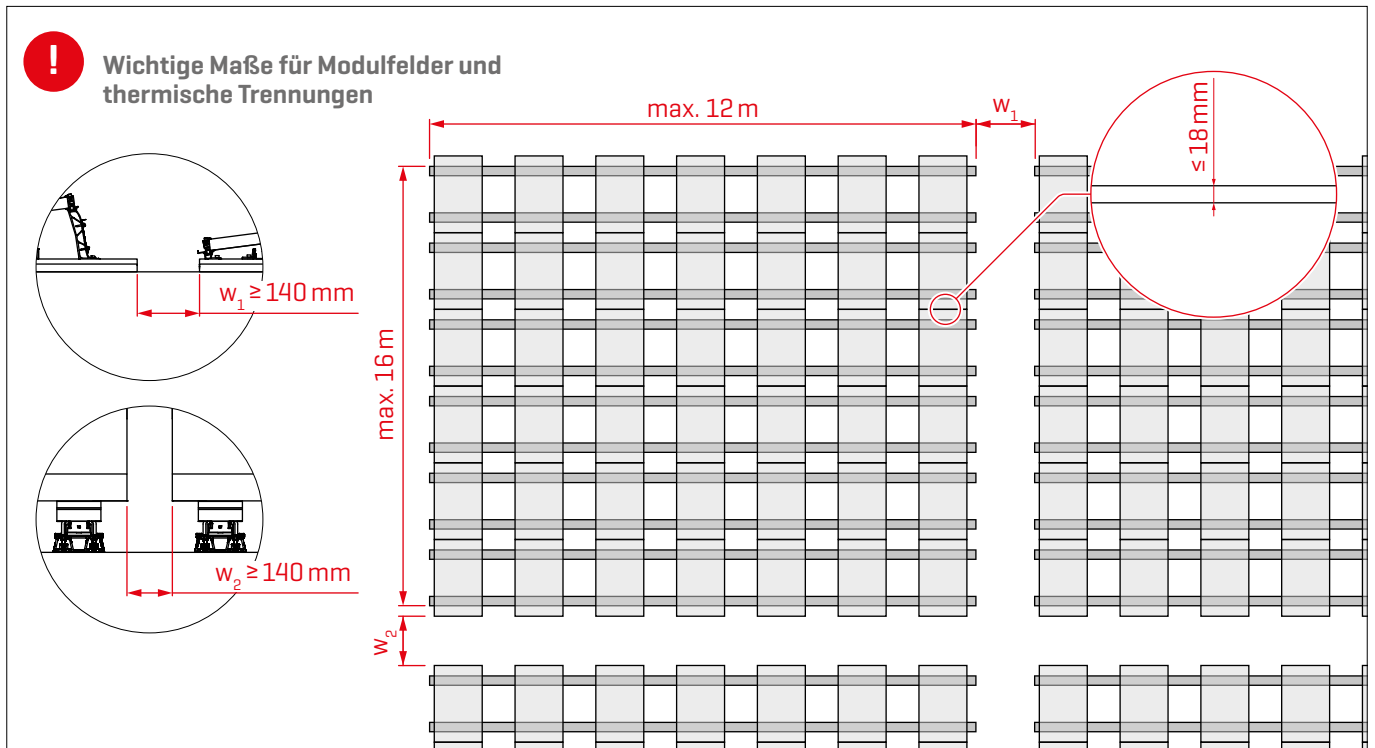 !
Wichtige Maße für Modulfelder und
thermische Trennungen
max. 12 m
w₁
≤ 18 mm
w₁ ≥ 140 mm
max. 16 m
w₂ ≥ 140 mm
w₂